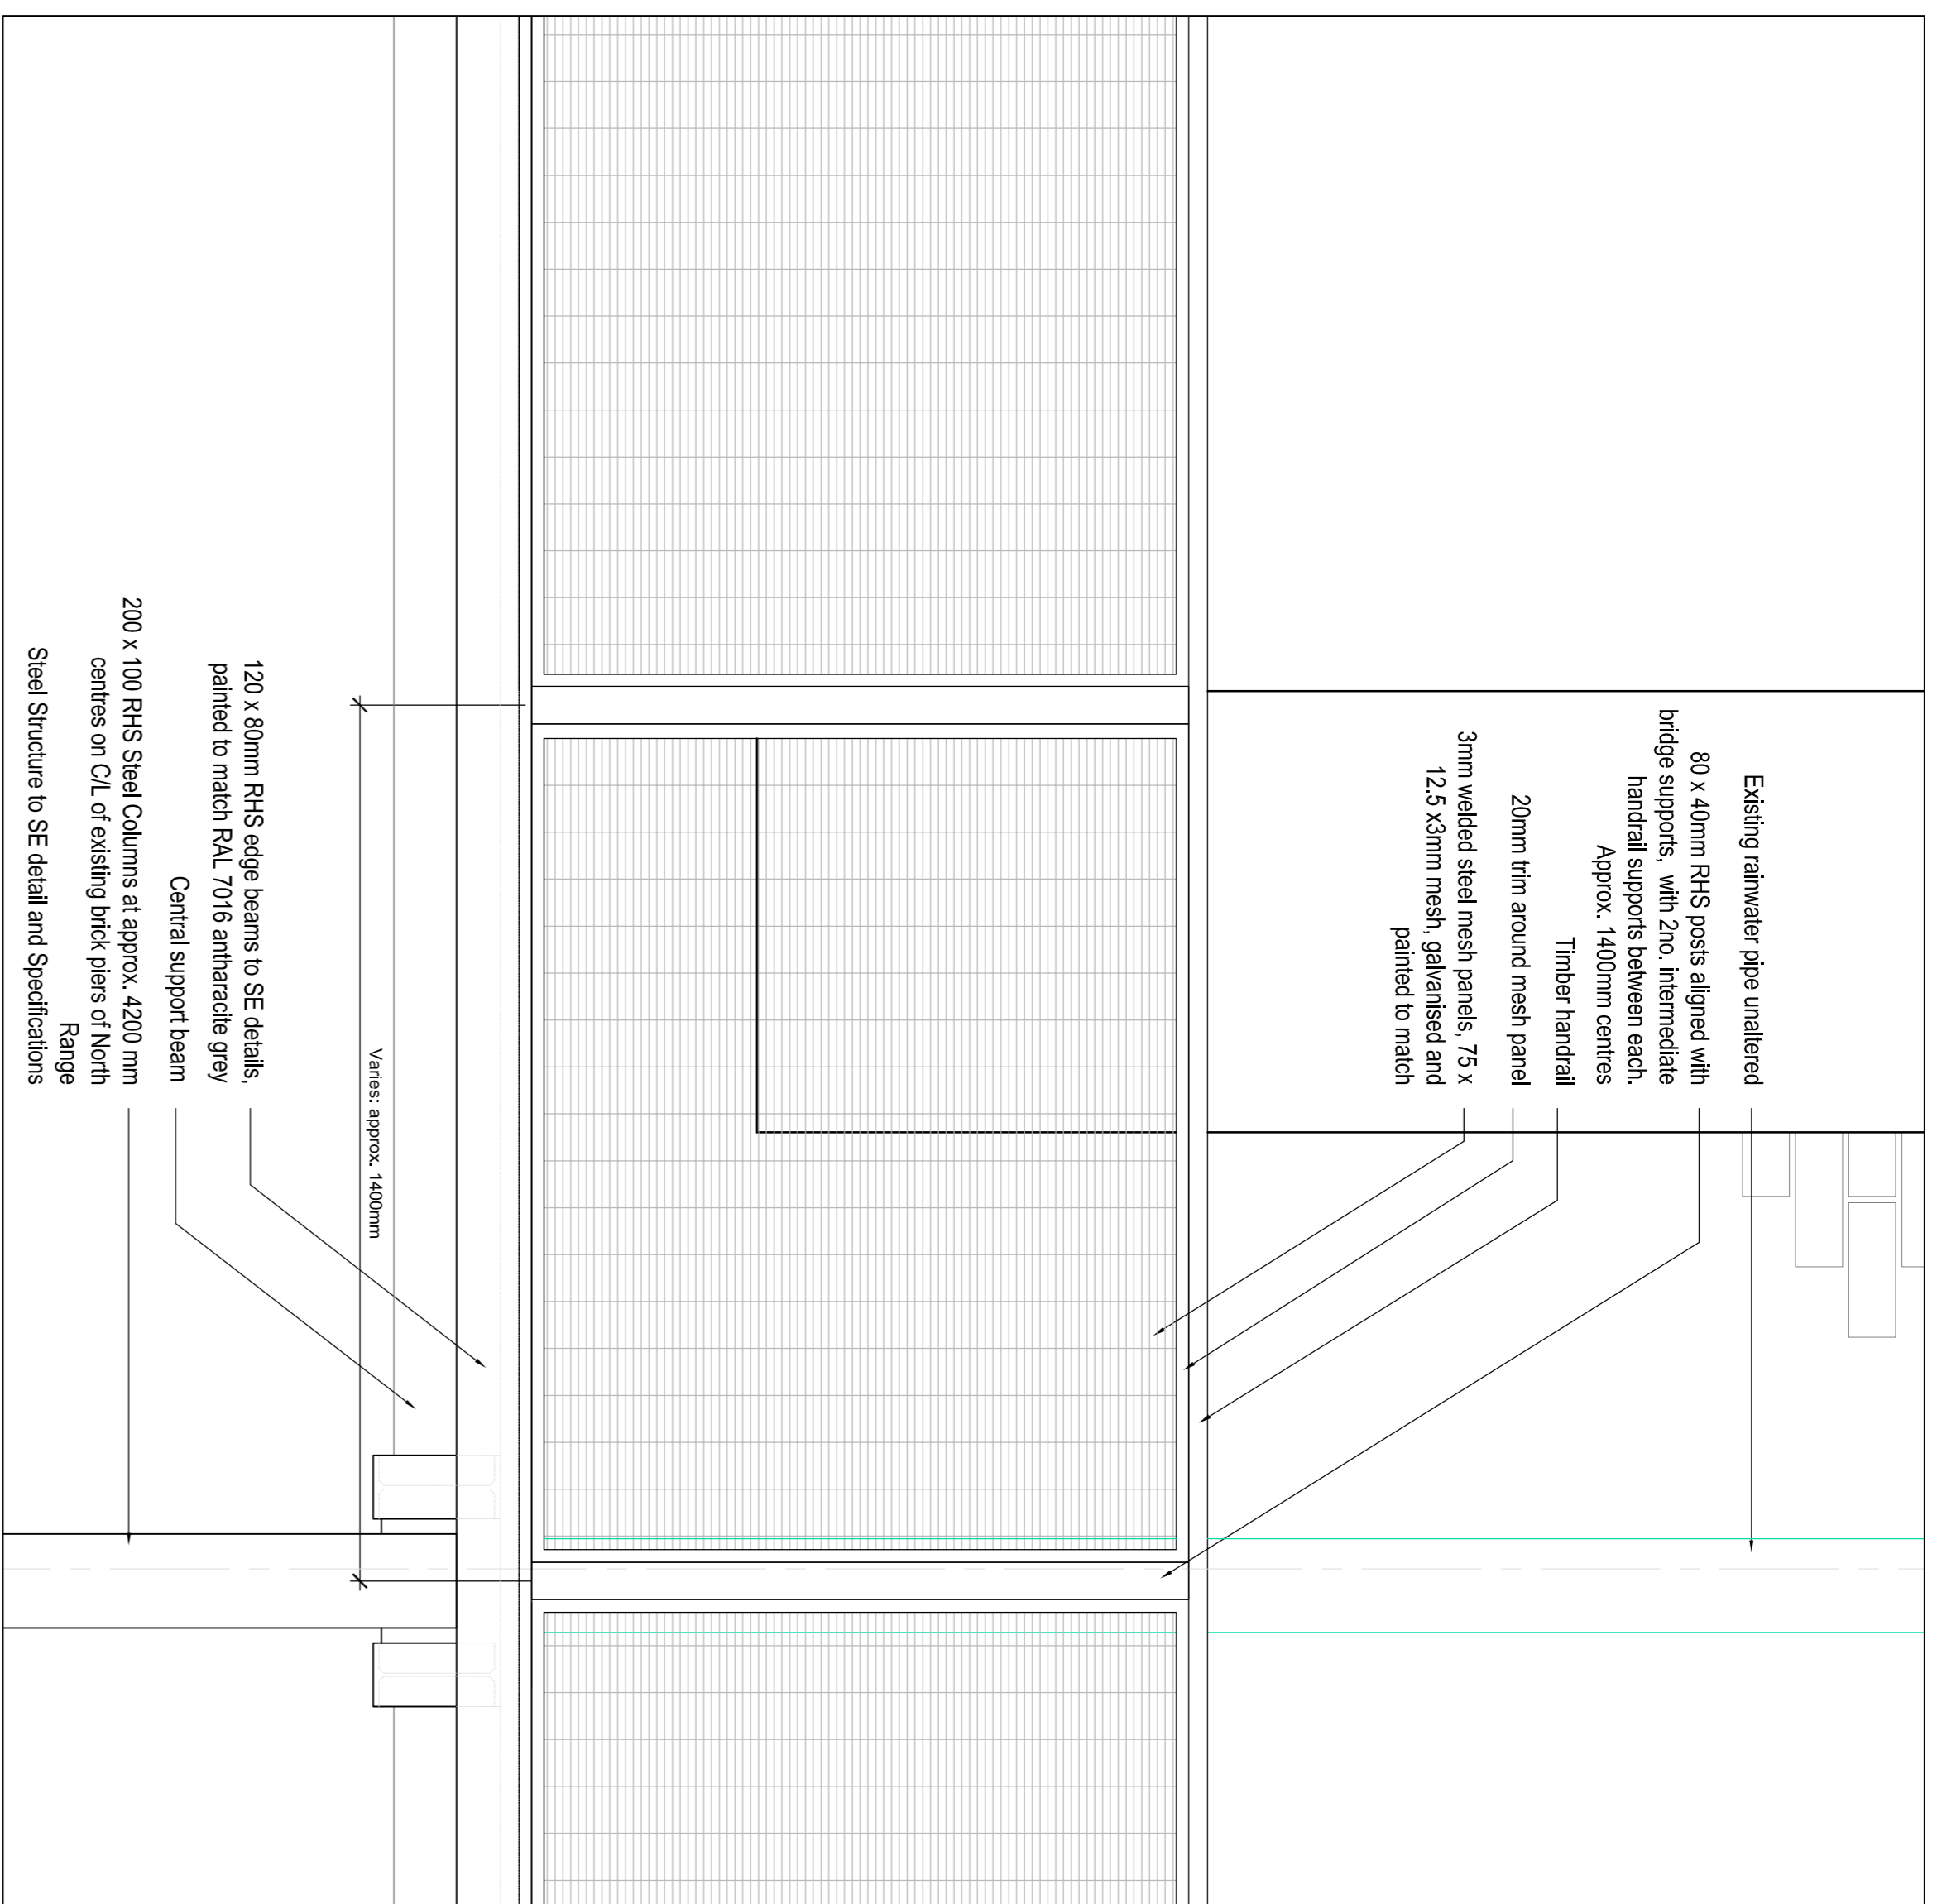 Existing rainwater pipe unaltered
80 x 40mm RHS posts aligned with
bridge supports, with 2no. intermediate
handrail supports between each.
Approx. 1400mm centres
Timber handrail
20mm trim around mesh panel
3mm welded steel mesh panels, 75 x
12.5 x3mm mesh, galvanised and
painted to match
Varies: approx. 1400mm
120 x 80mm RHS edge beams to SE details,
painted to match RAL 7016 antharacite grey
Central support beam
200 x 100 RHS Steel Columns at approx. 4200 mm
centres on C/L of existing brick piers of North
Range
Steel Structure to SE detail and Specifications